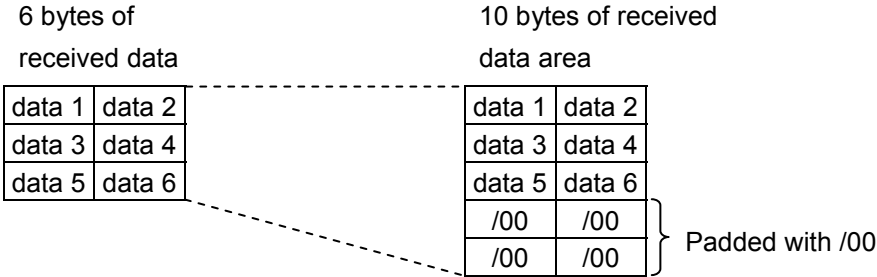 6 bytes of
received data
data 1 data 2
data 3 data 4
data 5 data 6
10 bytes of received
data area
data 1 data 2
data 3 data 4
data 5 data 6
/00 /00
/00 /00
Padded with /00